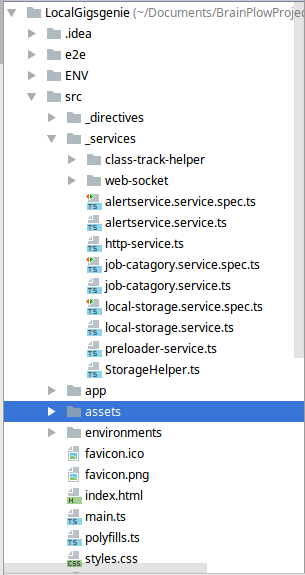 LocalGigsgenie (~/Documents/BrainPlowProjec
.idea
e2e
ENV
src
_directives
_services
class-track-helper
web-socket
alertservice.service.spec.ts
alertservice.service.ts
http-service.ts
job-catagory.service.spec.ts
job-catagory.service.ts
local-storage.service.spec.ts
local-storage.service.ts
preloader-service.ts
StorageHelper.ts
app
assets
environments
favicon.ico
favicon.png
index.html
main.ts
polyfills.ts
styles.css